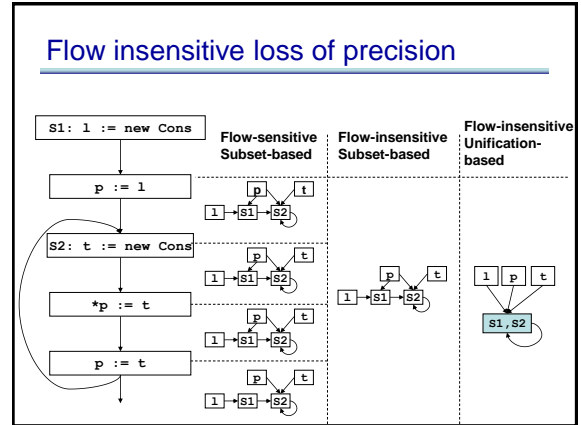 Flow insensitive loss of precision
S1: l := new Cons
p := l
S2: t := new Cons
*p := t
p := t
Flow-sensitive
Subset-based
p t
l S1 S2
p t
l S1 S2
p t
l S1 S2
p t
l S1 S2
Flow-insensitive
Subset-based
p t
l S1 S2
Flow-insensitive
Unification-
based
l p t
S1,S2